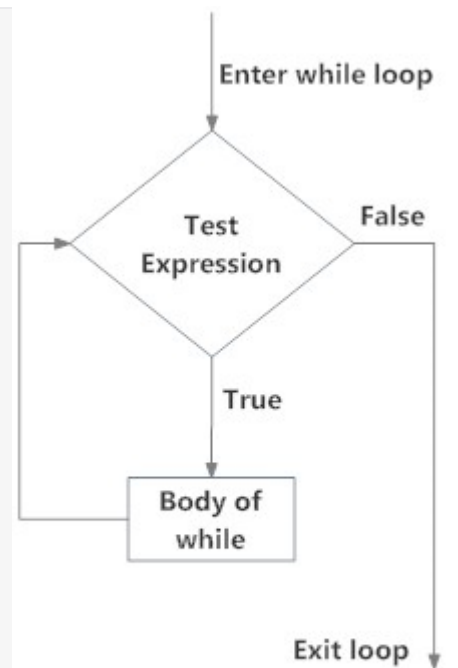 Enter while loop
Test
Expression
False
True
Body of
while
Exit loop